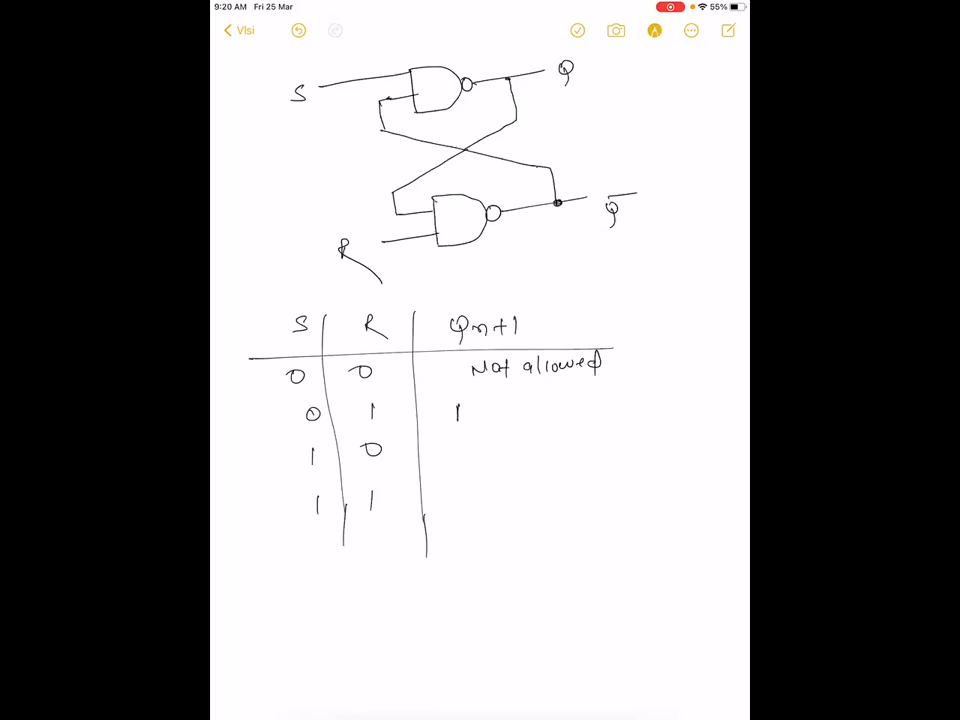 9:20 AM Fri 25 Mar 55%
Vlsi
S Q
Q̅
R
S R Qn+1
0 0 Not allowed
0 1 1
1 0
1 1